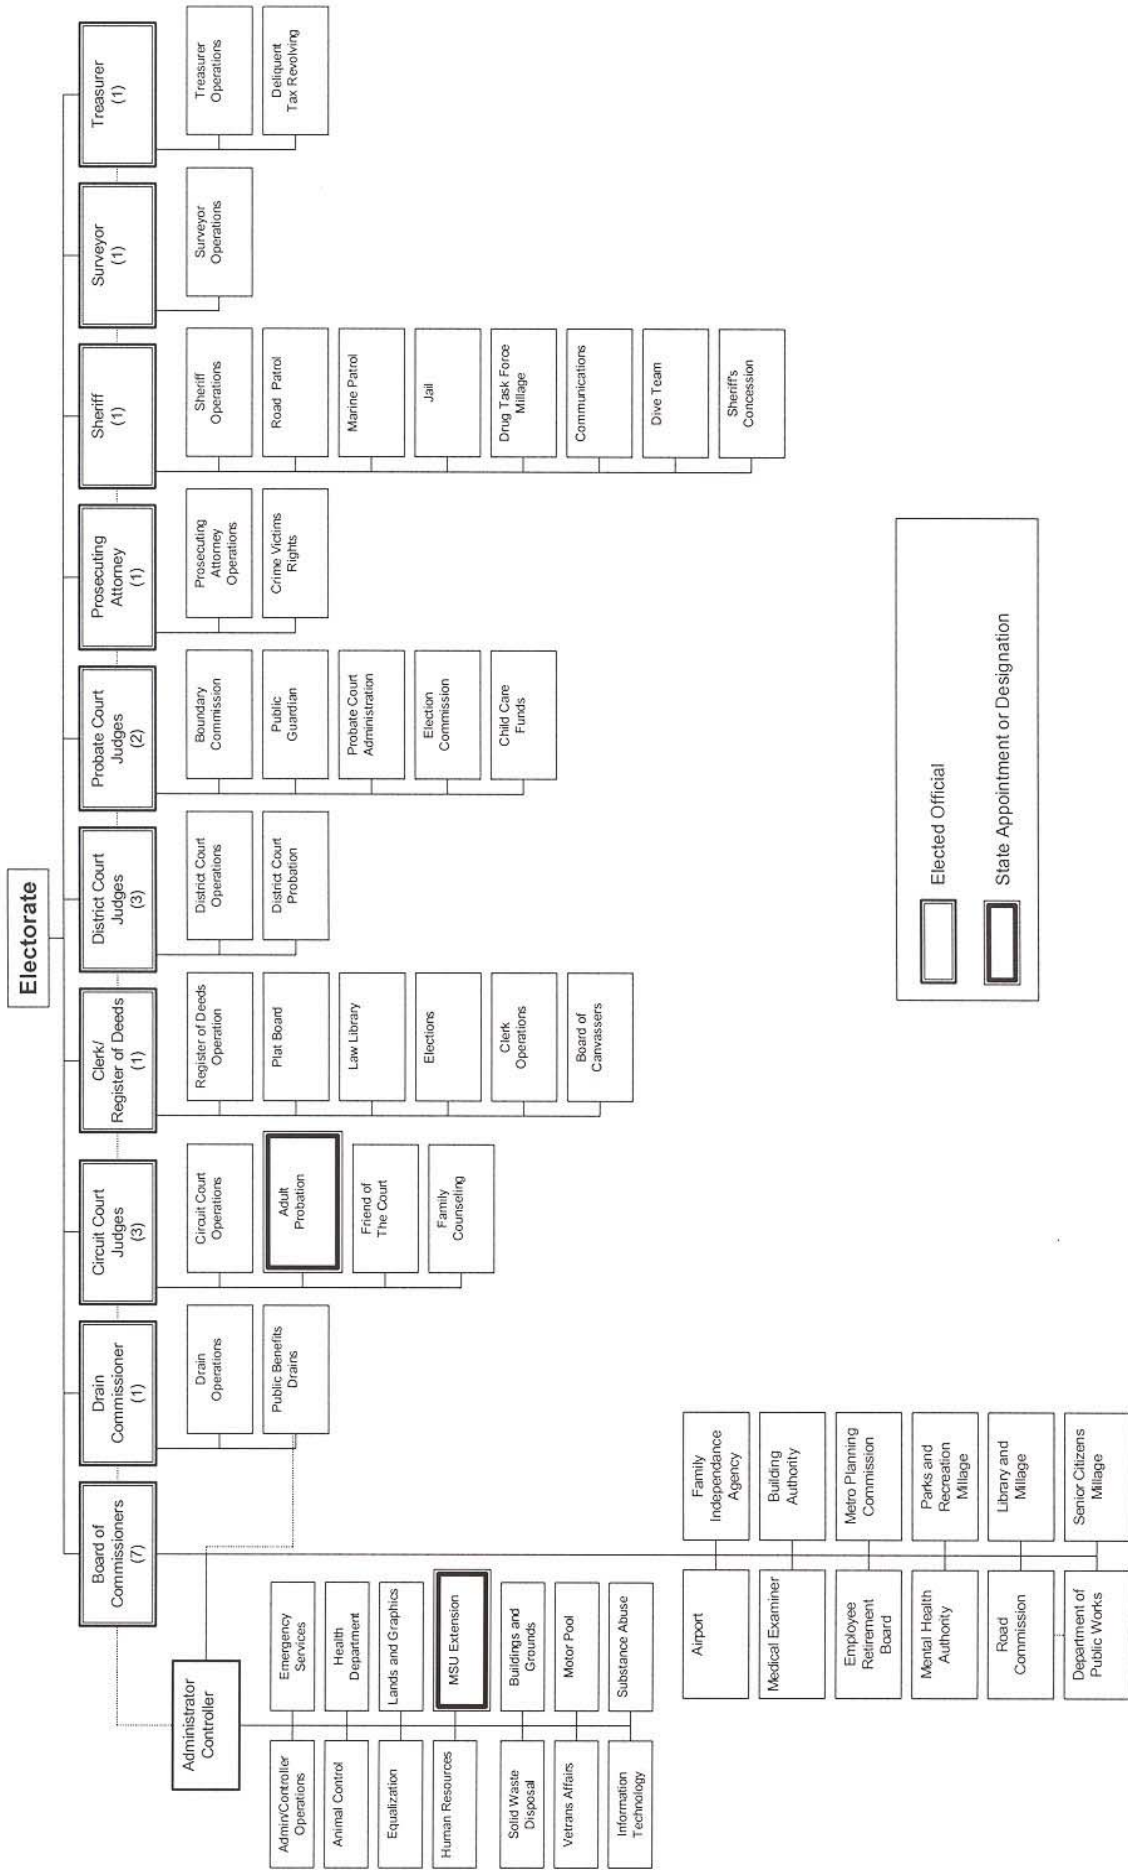 Electorate
Board of
Commissioners
(7)
Drain
Commissioner
(1)
Circuit Court
Judges
(3)
Clerk/
Register of Deeds
(1)
District Court
Judges
(3)
Probate Court
Judges
(2)
Prosecuting
Attorney
(1)
Sheriff
(1)
Surveyor
(1)
Treasurer
(1)
Administrator
Controller
Admin/Controller
Operations
Emergency
Services
Animal Control
Health
Department
Equalization
Lands and Graphics
Human Resources
MSU Extension
Solid Waste
Disposal
Buildings and
Grounds
Vetrans Affairs
Motor Pool
Information
Technology
Substance Abuse
Airport
Family
Independance
Agency
Medical Examiner
Building
Authority
Employee
Retirement
Board
Metro Planning
Commission
Mental Health
Authority
Parks and
Recreation
Millage
Road
Commission
Library and
Millage
Department of
Public Works
Senior Citizens
Millage
Drain
Operations
Public Benefits
Drains
Circuit Court
Operations
Adult
Probation
Friend of
The Court
Family
Counseling
Register of Deeds
Operation
Plat Board
Law Library
Elections
Clerk
Operations
Board of
Canvassers
District Court
Operations
District Court
Probation
Boundary
Commission
Public
Guardian
Probate Court
Administration
Election
Commission
Child Care
Funds
Prosecuting
Attorney
Operations
Crime Victims
Rights
Sheriff
Operations
Road Patrol
Marine Patrol
Jail
Drug Task Force
Millage
Communications
Dive Team
Sheriff's
Concession
Surveyor
Operations
Treasurer
Operations
Deliquent
Tax Revolving
Elected Official
State Appointment or Designation